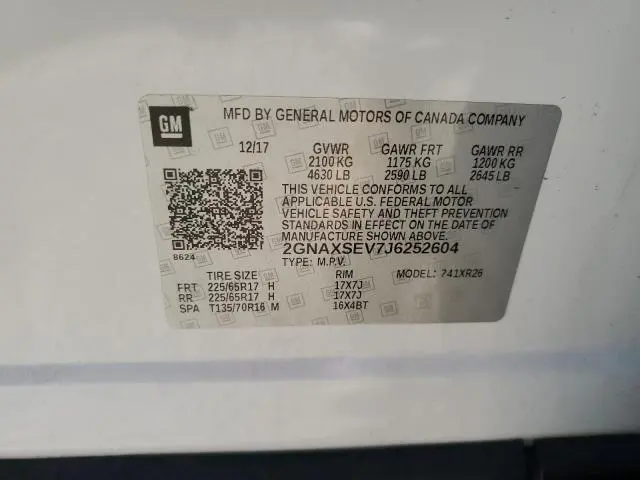 GM
MFD BY GENERAL MOTORS OF CANADA COMPANY
12/17 GVWR GAWR FRT GAWR RR
2100 KG 1175 KG 1200 KG
4630 LB 2590 LB 2645 LB
THIS VEHICLE CONFORMS TO ALL
APPLICABLE U.S. FEDERAL MOTOR
VEHICLE SAFETY AND THEFT PREVENTION
STANDARDS IN EFFECT ON THE DATE OF
MANUFACTURE SHOWN ABOVE.
8624 2GNAXSEV7J6252604
TYPE: M.P.V.
TIRE SIZE RIM MODEL: 741XR26
FRT 225/65R17 H 17X7J
RR 225/65R17 H 17X7J
SPA T135/70R16 M 16X4BT